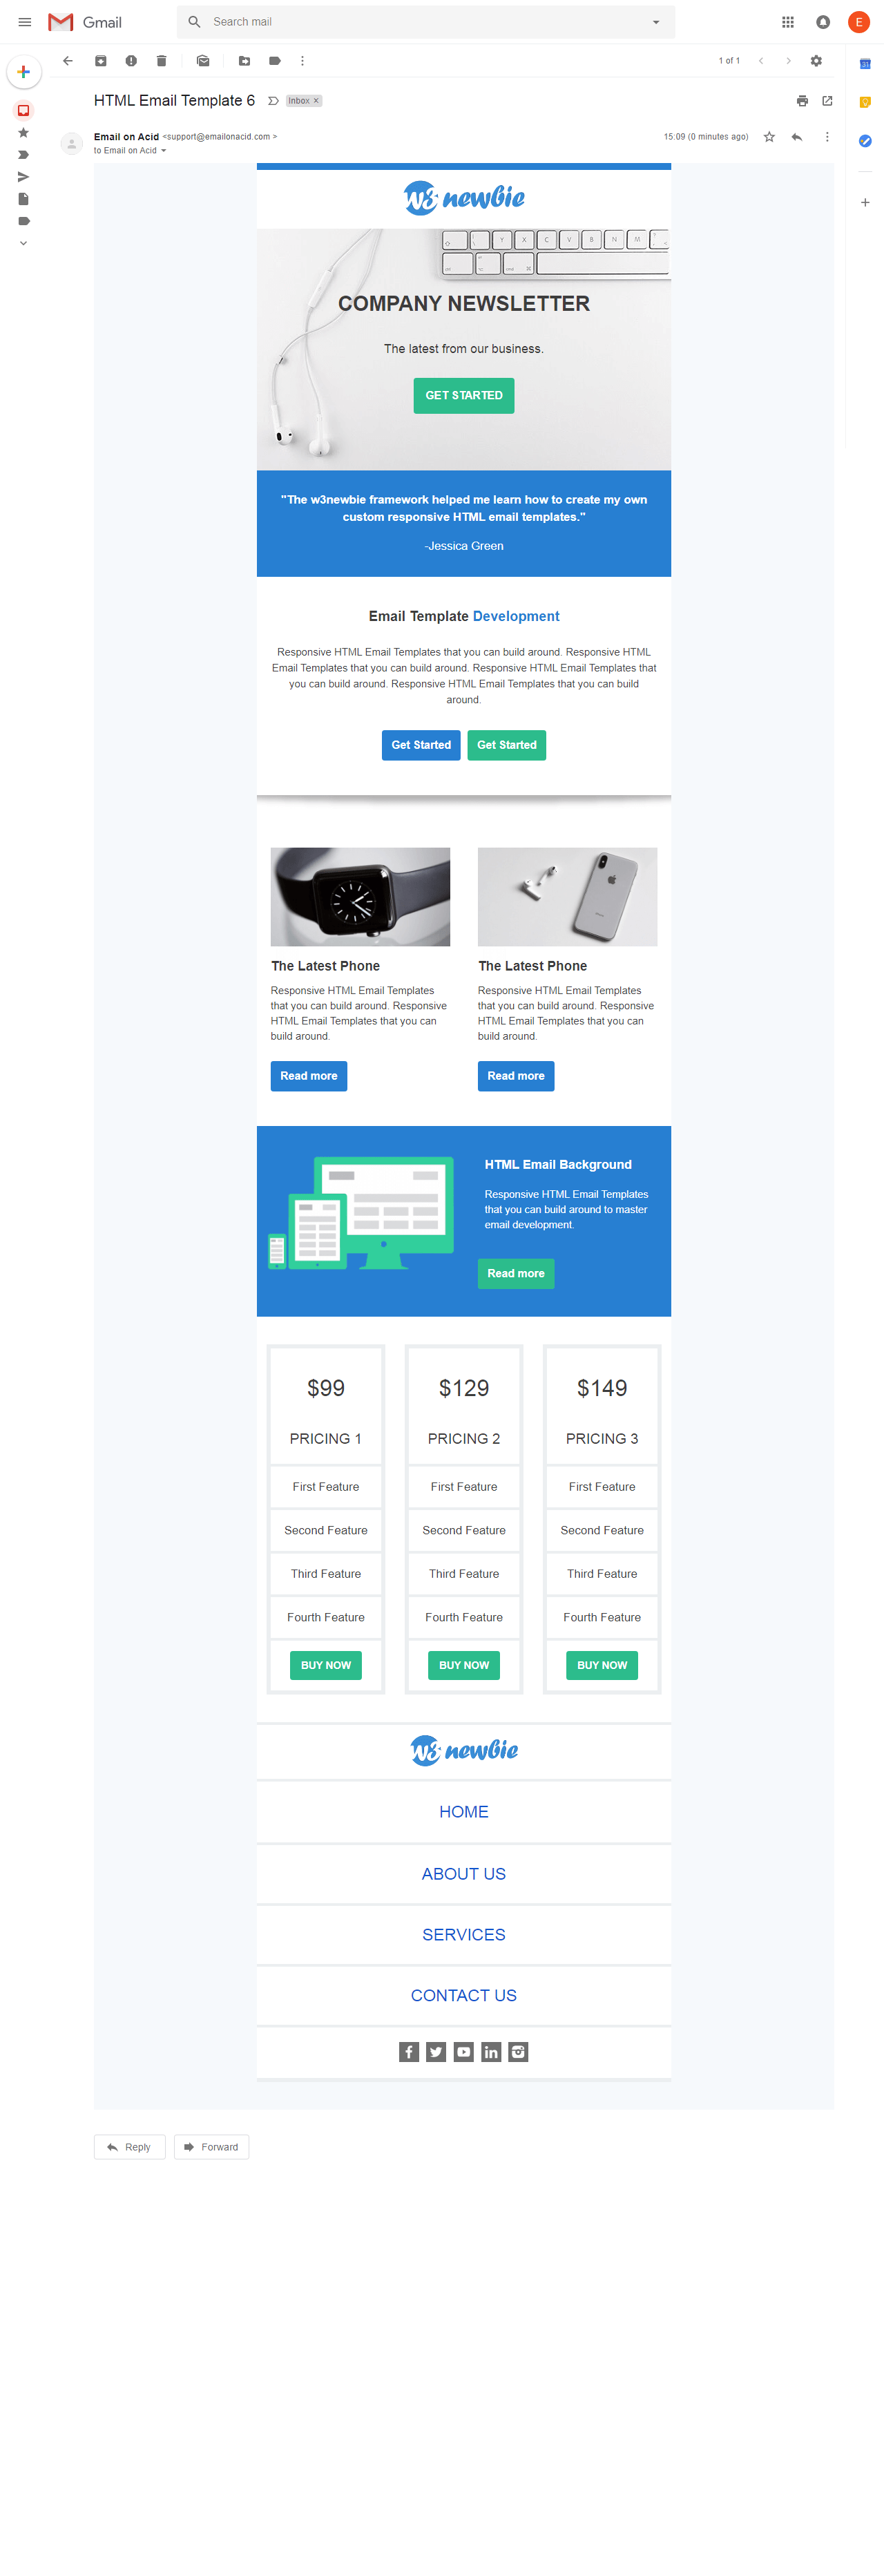 Gmail
Search mail
E
1 of 1
31
HTML Email Template 6
Inbox ×
Email on Acid <support@emailonacid.com >
15:09 (0 minutes ago)
to Email on Acid
W3 newbie
Z X C V B N M
COMPANY NEWSLETTER
The latest from our business.
GET STARTED
"The w3newbie framework helped me learn how to create my own
custom responsive HTML email templates."
-Jessica Green
Email Template Development
Responsive HTML Email Templates that you can build around. Responsive HTML
Email Templates that you can build around. Responsive HTML Email Templates that
you can build around. Responsive HTML Email Templates that you can build
around.
Get Started Get Started
The Latest Phone
Responsive HTML Email Templates
that you can build around. Responsive
HTML Email Templates that you can
build around.
Read more
The Latest Phone
Responsive HTML Email Templates
that you can build around. Responsive
HTML Email Templates that you can
build around.
Read more
HTML Email Background
Responsive HTML Email Templates
that you can build around to master
email development.
Read more
$99
PRICING 1
First Feature
Second Feature
Third Feature
Fourth Feature
BUY NOW
$129
PRICING 2
First Feature
Second Feature
Third Feature
Fourth Feature
BUY NOW
$149
PRICING 3
First Feature
Second Feature
Third Feature
Fourth Feature
BUY NOW
W3 newbie
HOME
ABOUT US
SERVICES
CONTACT US
Reply
Forward